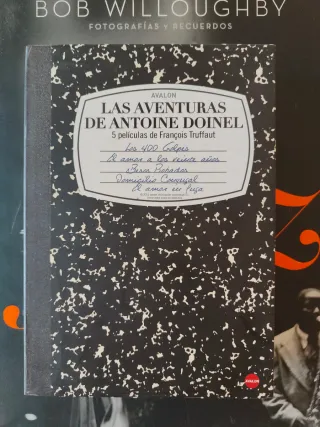 BOB WILLOUGHBY
FOTOGRAFÍAS Y RECUERDOS
AVALON
LAS AVENTURAS
DE ANTOINE DOINEL
5 películas de François Truffaut
Los 400 Golpes
El amor a los veinte años
Besos Robados
Domicilio Conyugal
El amor en fuga
AVALON